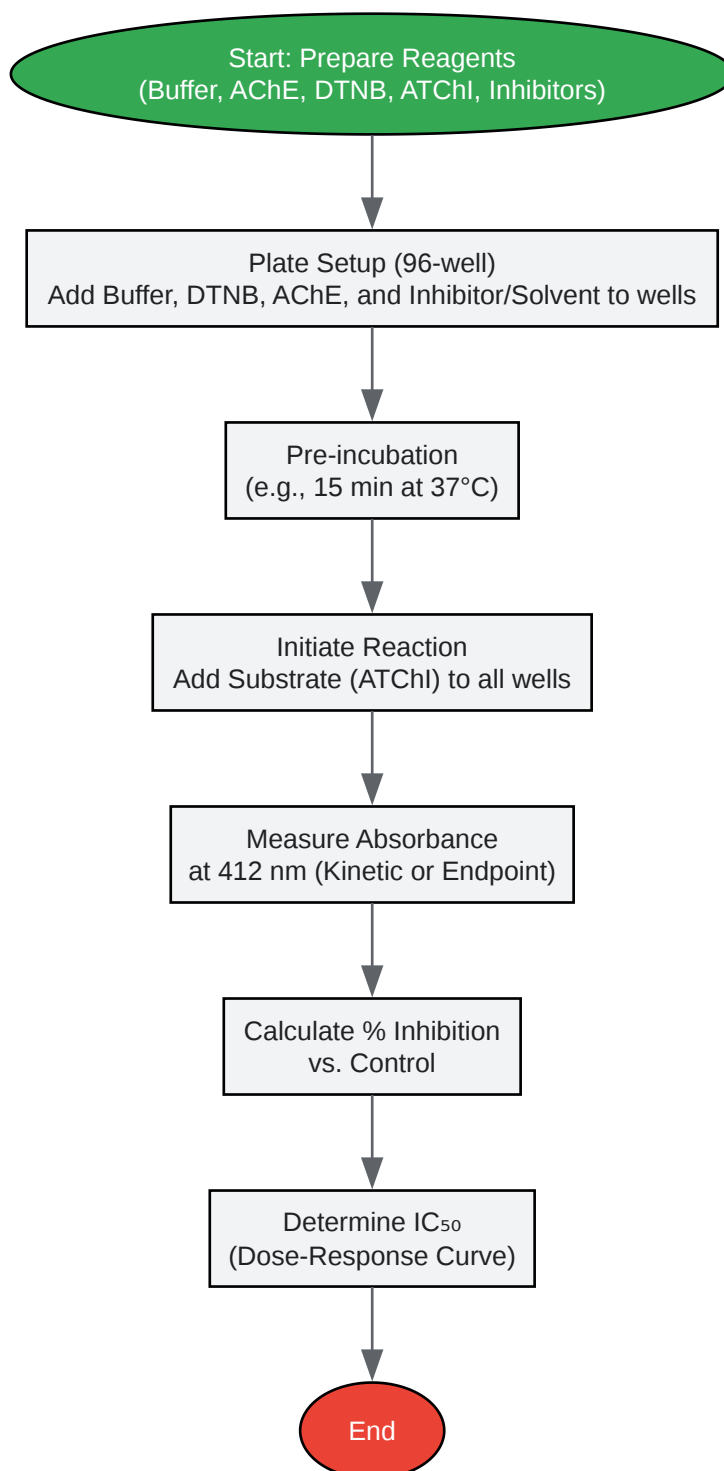 Start: Prepare Reagents
(Buffer, AChE, DTNB, ATChI, Inhibitors)
Plate Setup (96-well)
Add Buffer, DTNB, AChE, and Inhibitor/Solvent to wells
Pre-incubation
(e.g., 15 min at 37°C)
Initiate Reaction
Add Substrate (ATChI) to all wells
Measure Absorbance
at 412 nm (Kinetic or Endpoint)
Calculate % Inhibition
vs. Control
Determine IC₅₀
(Dose-Response Curve)
End